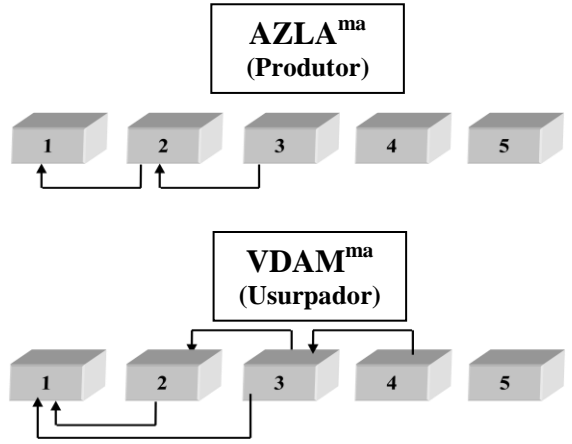 AZLA^ma
(Produtor)
1 2 3 4 5
VDAM^ma
(Usurpador)
1 2 3 4 5